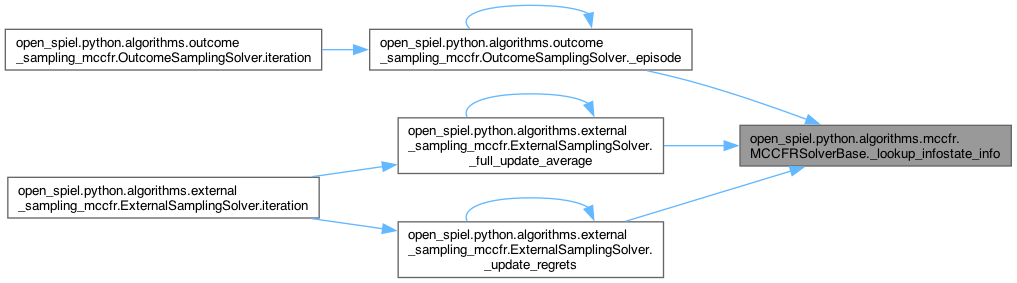 open_spiel.python.algorithms.outcome
_sampling_mccfr.OutcomeSamplingSolver.iteration
open_spiel.python.algorithms.outcome
_sampling_mccfr.OutcomeSamplingSolver._episode
open_spiel.python.algorithms.external
_sampling_mccfr.ExternalSamplingSolver.
_full_update_average
open_spiel.python.algorithms.mccfr.
MCCFRSolverBase._lookup_infostate_info
open_spiel.python.algorithms.external
_sampling_mccfr.ExternalSamplingSolver.iteration
open_spiel.python.algorithms.external
_sampling_mccfr.ExternalSamplingSolver.
_update_regrets